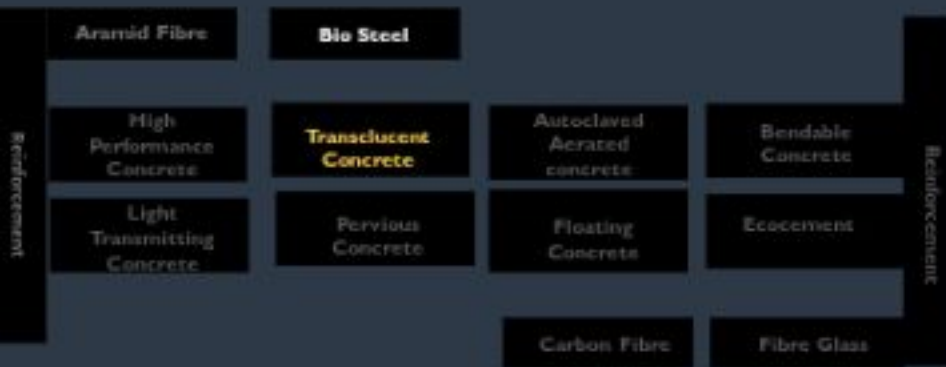 Aramid Fibre
Bio Steel
Reinforcement
High
Performance
Concrete
Transclucent
Concrete
Autoclaved
Aerated
concrete
Bendable
Concrete
Reinforcement
Light
Transmitting
Concrete
Pervious
Concrete
Floating
Concrete
Ecocement
Carbon Fibre
Fibre Glass